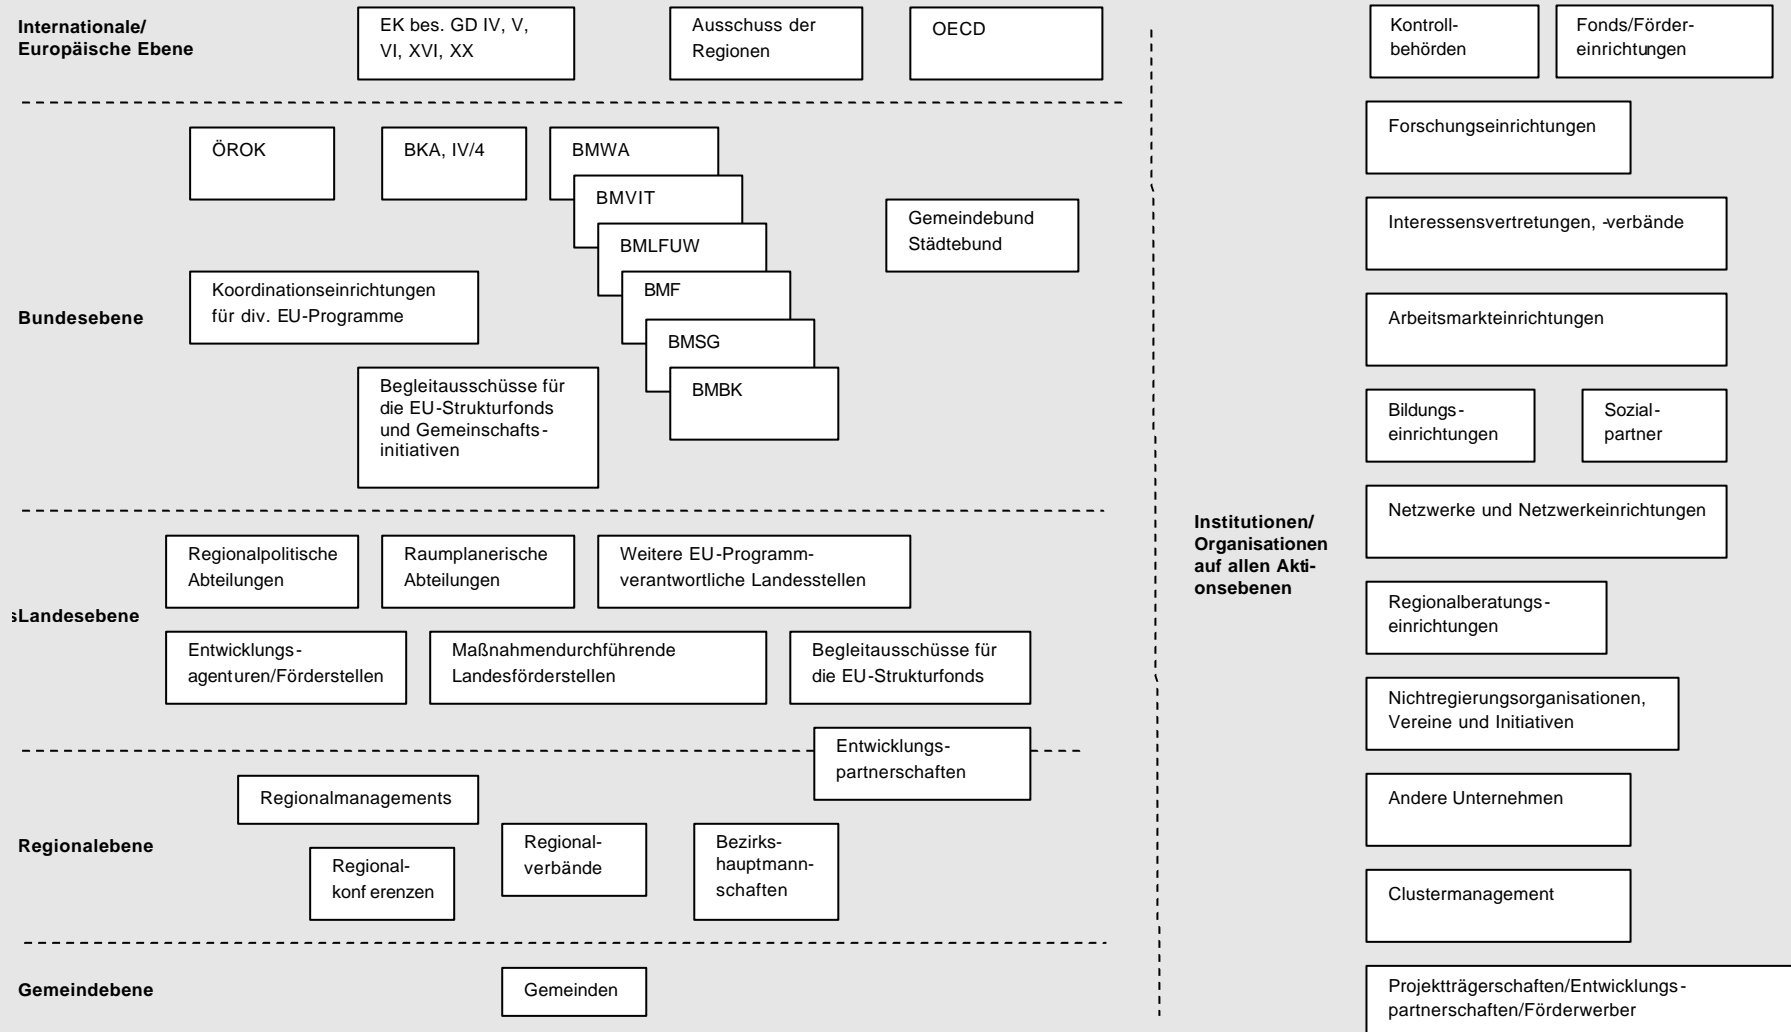 Internationale/
Europäische Ebene
EK bes. GD IV, V,
VI, XVI, XX
Ausschuss der
Regionen
OECD
Bundesebene
ÖROK
BKA, IV/4
BMWA
BMVIT
BMLFUW
BMF
BMSG
BMBK
Gemeindebund
Städtebund
Koordinationseinrichtungen
für div. EU-Programme
Begleitausschüsse für
die EU-Strukturfonds
und Gemeinschafts-
initiativen
sLandesebene
Regionalpolitische
Abteilungen
Raumplanerische
Abteilungen
Weitere EU-Programm-
verantwortliche Landesstellen
Entwicklungs-
agenturen/Förderstellen
Maßnahmendurchführende
Landesförderstellen
Begleitausschüsse für
die EU-Strukturfonds
Entwicklungs-
partnerschaften
Regionalebene
Regionalmanagements
Regional-
konferenzen
Regional-
verbände
Bezirks-
hauptmann-
schaften
Gemeindebene
Gemeinden
Institutionen/
Organisationen
auf allen Akti-
onsebenen
Kontroll-
behörden
Fonds/Förder-
einrichtungen
Forschungseinrichtungen
Interessensvertretungen, -verbände
Arbeitsmarkteinrichtungen
Bildungs-
einrichtungen
Sozial-
partner
Netzwerke und Netzwerkeinrichtungen
Regionalberatungs-
einrichtungen
Nichtregierungsorganisationen,
Vereine und Initiativen
Andere Unternehmen
Clustermanagement
Projektträgerschaften/Entwicklungs-
partnerschaften/Förderwerber